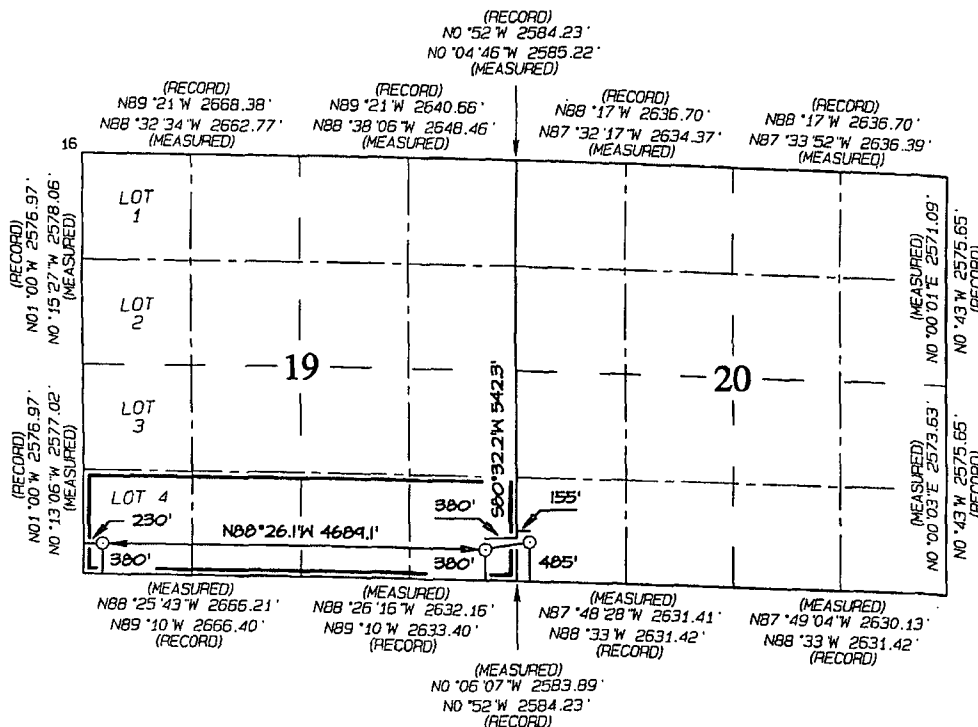 (RECORD)
N0 °52 'W 2584.23 '
N0 °04 '46 "W 2585.22 '
(MEASURED)
(RECORD)
N89 °21 'W 2668.38 '
N88 °32 '34 "W 2662.77 '
(MEASURED)
(RECORD)
N89 °21 'W 2640.66 '
N88 °38 '06 "W 2648.46 '
(MEASURED)
(RECORD)
N88 °17 'W 2636.70 '
N87 °32 '17 "W 2634.37 '
(MEASURED)
(RECORD)
N88 °17 'W 2636.70 '
N87 °33 '52 "W 2636.39 '
(MEASURED)
16
(RECORD)
N01 °00 'W 2576.97 '
N0 °15 '27 "W 2578.06 '
(MEASURED)
LOT
1
LOT
2
(MEASURED)
N0 °00 '01 "E 2571.09 '
N0 °43 'W 2575.65 '
(RECORD)
19
20
(RECORD)
N01 °00 'W 2576.97 '
N0 °13 '06 "W 2577.02 '
(MEASURED)
LOT
3
S80°32.2'W 542.3'
(MEASURED)
N0 °00 '03 "E 2573.63 '
N0 °43 'W 2575.65 '
(RECORD)
LOT 4
230'
N88°26.1'W 4689.1'
380'
155'
380'
380'
485'
(MEASURED)
N88 °25 '43 "W 2666.21 '
N89 °10 'W 2666.40 '
(RECORD)
(MEASURED)
N88 °26 '16 "W 2632.16 '
N89 °10 'W 2633.40 '
(RECORD)
(MEASURED)
N87 °48 '28 "W 2631.41 '
N88 °33 'W 2631.42 '
(RECORD)
(MEASURED)
N87 °49 '04 "W 2630.13 '
N88 °33 'W 2631.42 '
(RECORD)
(MEASURED)
N0 °06 '07 "W 2583.89 '
N0 °52 'W 2584.23 '
(RECORD)